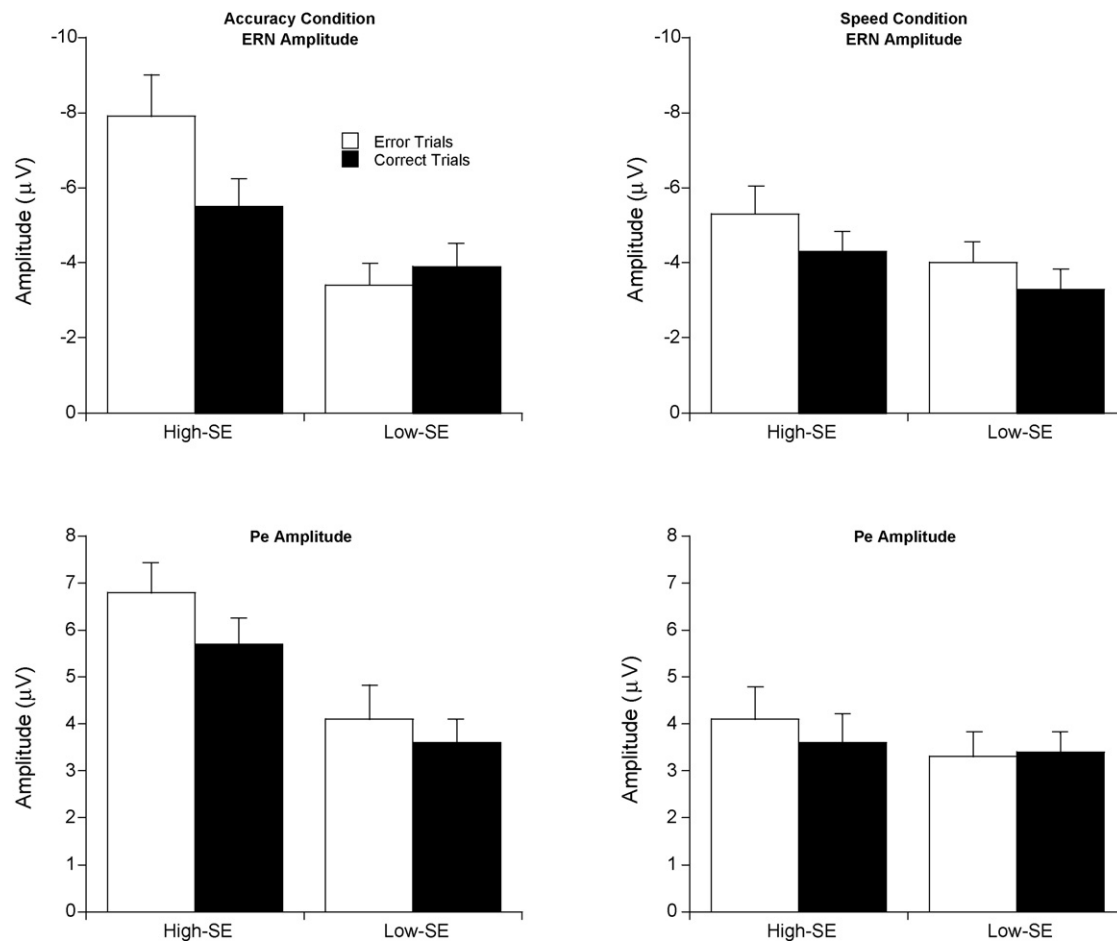 Accuracy Condition
ERN Amplitude
-10
-8
-6
-4
-2
0
Amplitude (μV)
Error Trials
Correct Trials
High-SE
Low-SE
Speed Condition
ERN Amplitude
-10
-8
-6
-4
-2
0
Amplitude (μV)
High-SE
Low-SE
Pe Amplitude
8
7
6
5
4
3
2
1
0
Amplitude (μV)
High-SE
Low-SE
Pe Amplitude
8
7
6
5
4
3
2
1
0
Amplitude (μV)
High-SE
Low-SE